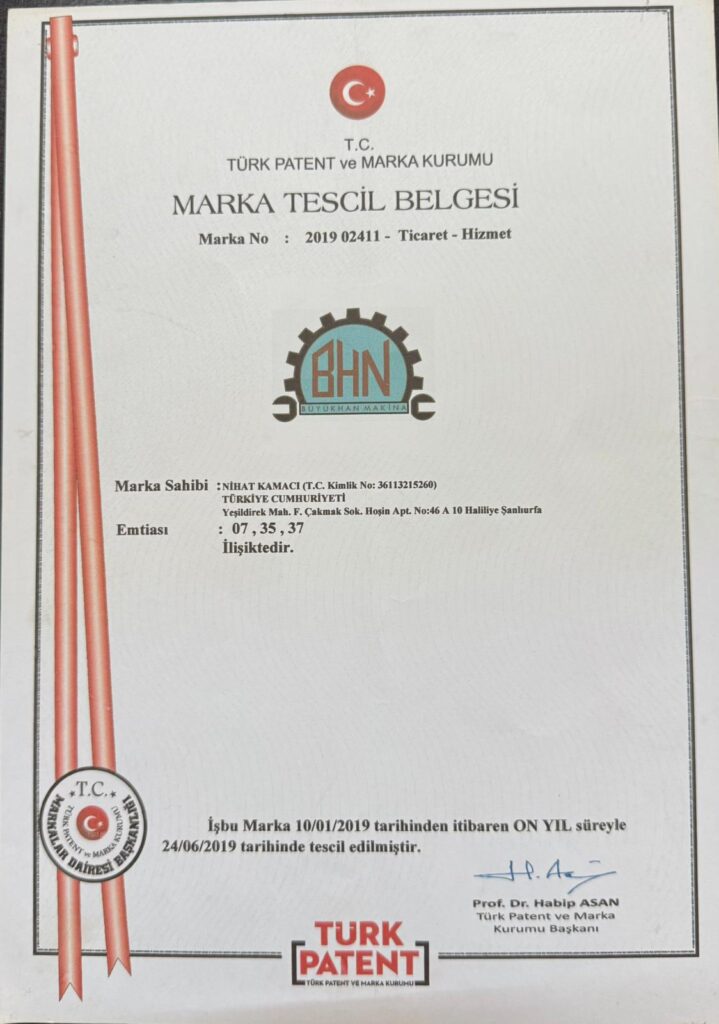 T.C.
TÜRK PATENT ve MARKA KURUMU
MARKA TESCİL BELGESİ
Marka No : 2019 02411 - Ticaret - Hizmet
BHN
BÜYÜKHAN MAKİNA
Marka Sahibi : NİHAT KAMACI (T.C. Kimlik No: 36113215260)
TÜRKİYE CUMHURİYETİ
Yeşildirek Mah. F. Çakmak Sok. Hoşin Apt. No:46 A 10 Haliliye Şanlıurfa
Emtiası : 07 , 35 , 37
İlişiktedir.
T.C.
TÜRK PATENT ve MARKA KURUMU
MARKALAR DAİRESİ BAŞKANLIĞI
İşbu Marka 10/01/2019 tarihinden itibaren ON YIL süreyle
24/06/2019 tarihinde tescil edilmiştir.
Prof. Dr. Habip ASAN
Türk Patent ve Marka
Kurumu Başkanı
TÜRK
PATENT
TÜRK PATENT VE MARKA KURUMU